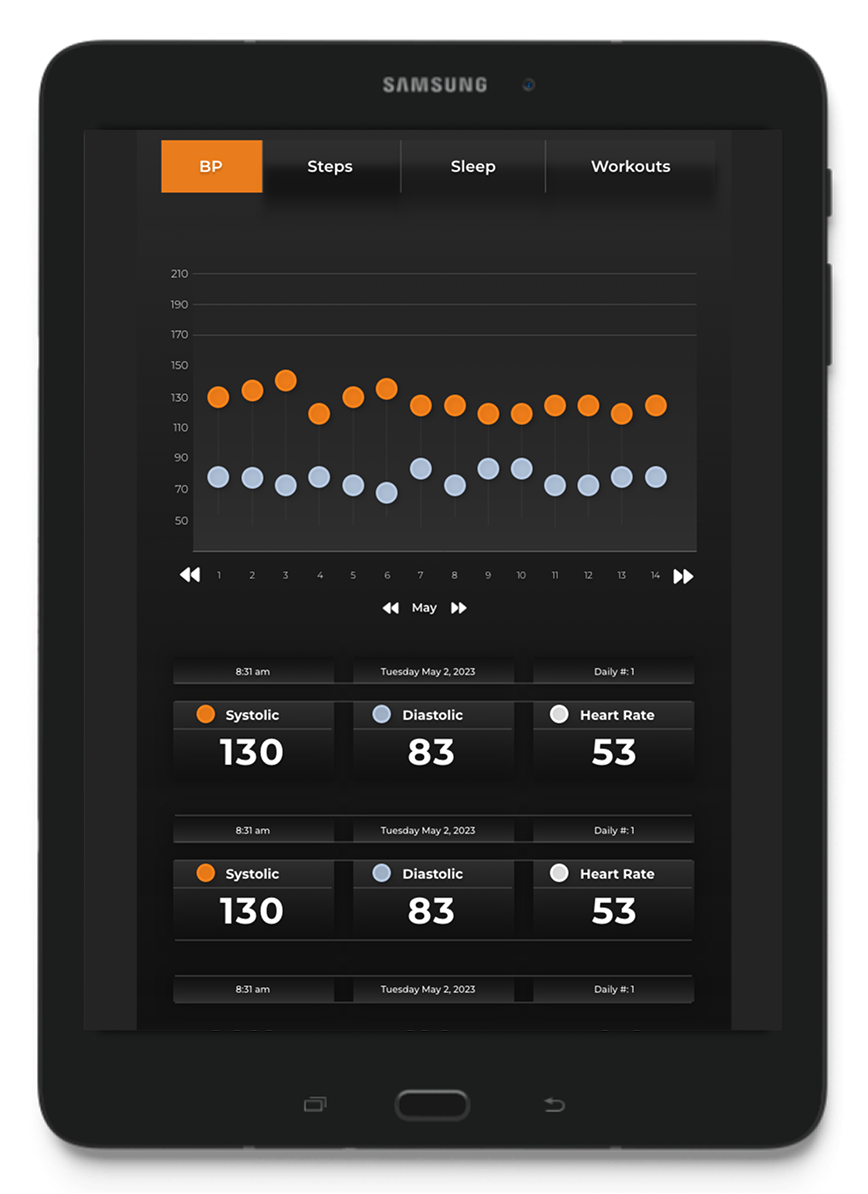 SAMSUNG
BP Steps Sleep Workouts
210
190
170
150
130
110
90
70
50
1 2 3 4 5 6 7 8 9 10 11 12 13 14
May
8:31 am Tuesday May 2, 2023 Daily #: 1
Systolic Diastolic Heart Rate
130 83 53
8:31 am Tuesday May 2, 2023 Daily #: 1
Systolic Diastolic Heart Rate
130 83 53
8:31 am Tuesday May 2, 2023 Daily #: 1